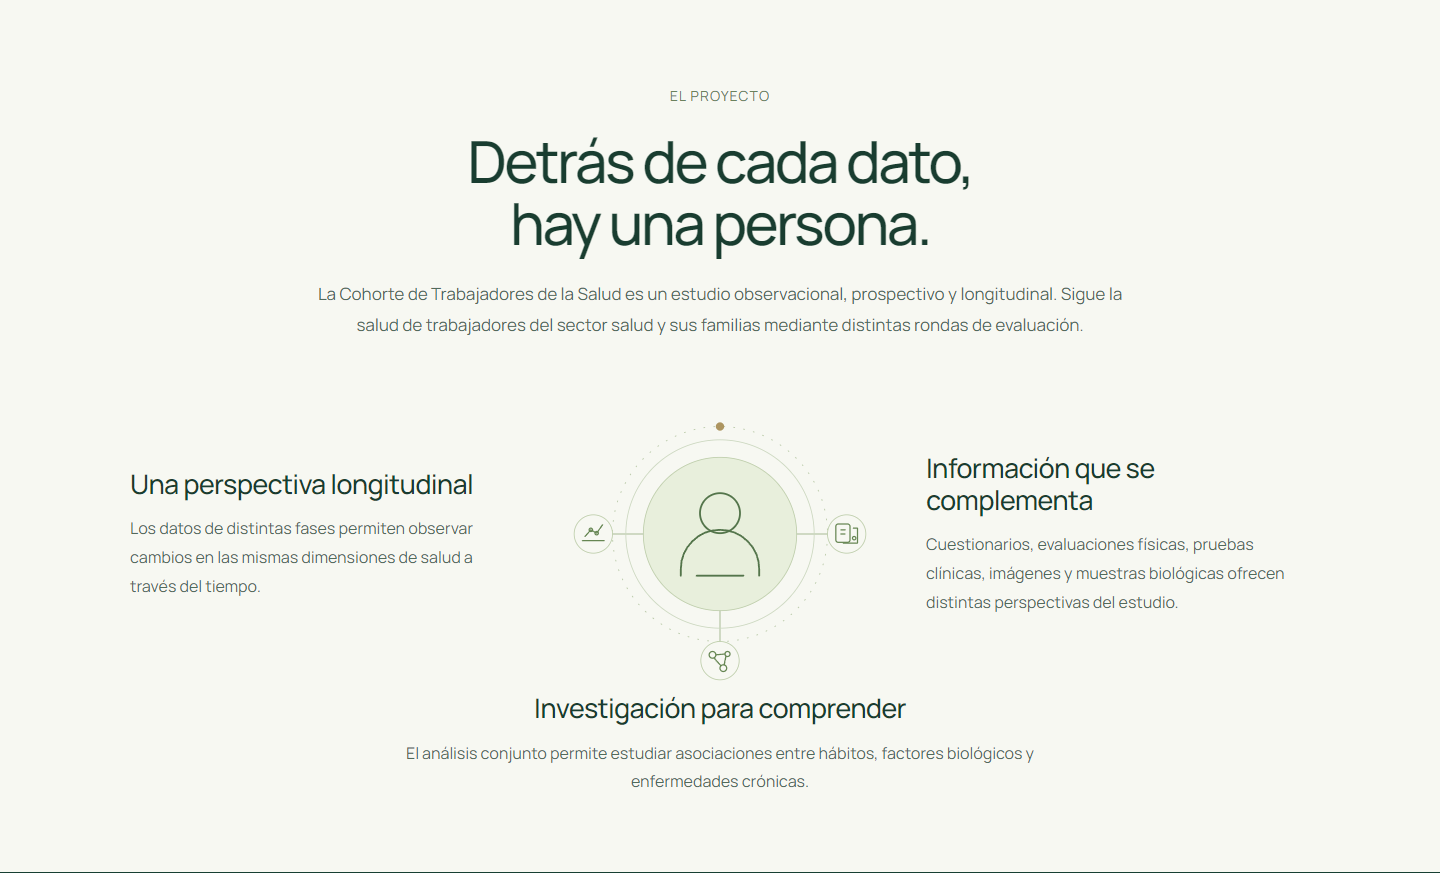 EL PROYECTO
Detrás de cada dato,
hay una persona.
La Cohorte de Trabajadores de la Salud es un estudio observacional, prospectivo y longitudinal. Sigue la
salud de trabajadores del sector salud y sus familias mediante distintas rondas de evaluación.
Una perspectiva longitudinal
Los datos de distintas fases permiten observar
cambios en las mismas dimensiones de salud a
través del tiempo.
Información que se
complementa
Cuestionarios, evaluaciones físicas, pruebas
clínicas, imágenes y muestras biológicas ofrecen
distintas perspectivas del estudio.
Investigación para comprender
El análisis conjunto permite estudiar asociaciones entre hábitos, factores biológicos y
enfermedades crónicas.